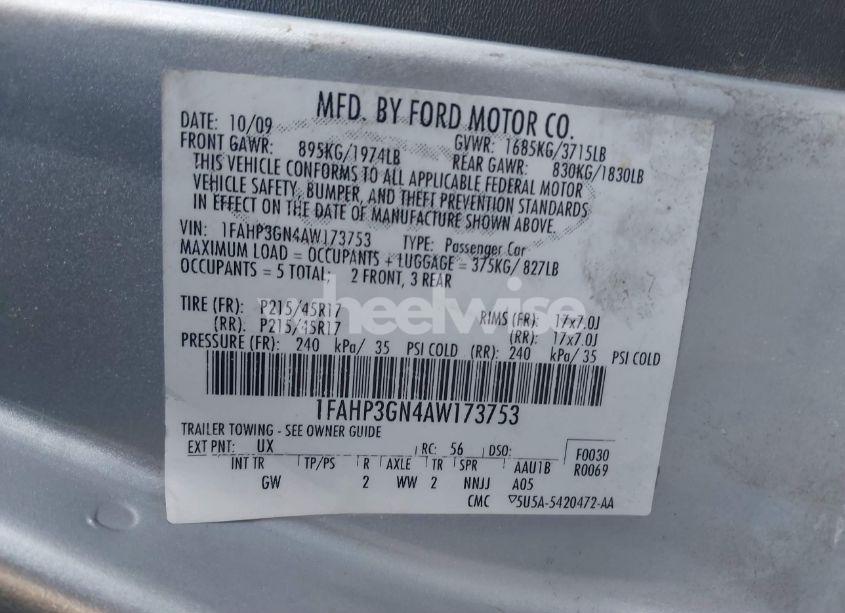 MFD. BY FORD MOTOR CO.
DATE: 10/09 GVWR: 1685KG/3715LB
FRONT GAWR: 895KG/1974LB REAR GAWR: 830KG/1830LB
THIS VEHICLE CONFORMS TO ALL APPLICABLE FEDERAL MOTOR
VEHICLE SAFETY, BUMPER, AND THEFT PREVENTION STANDARDS
IN EFFECT ON THE DATE OF MANUFACTURE SHOWN ABOVE.
VIN: 1FAHP3GN4AW173753 TYPE: Passenger Car
MAXIMUM LOAD = OCCUPANTS + LUGGAGE = 375KG/ 827LB
OCCUPANTS = 5 TOTAL; 2 FRONT, 3 REAR
wheelwise
TIRE (FR): P215/45R17 RIMS (FR): 17x7.0J
(RR): P215/45R17 (RR): 17x7.0J
PRESSURE (FR): 240 kPa/ 35 PSI COLD (RR): 240 kPa/ 35 PSI COLD
1FAHP3GN4AW173753
TRAILER TOWING - SEE OWNER GUIDE
EXT PNT: UX RC: 56 DSO: F0030
INT TR TP/PS R AXLE TR SPR AAU1B R0069
GW 2 WW 2 NNJJ A05
CMC ▽5U5A-5420472-AA